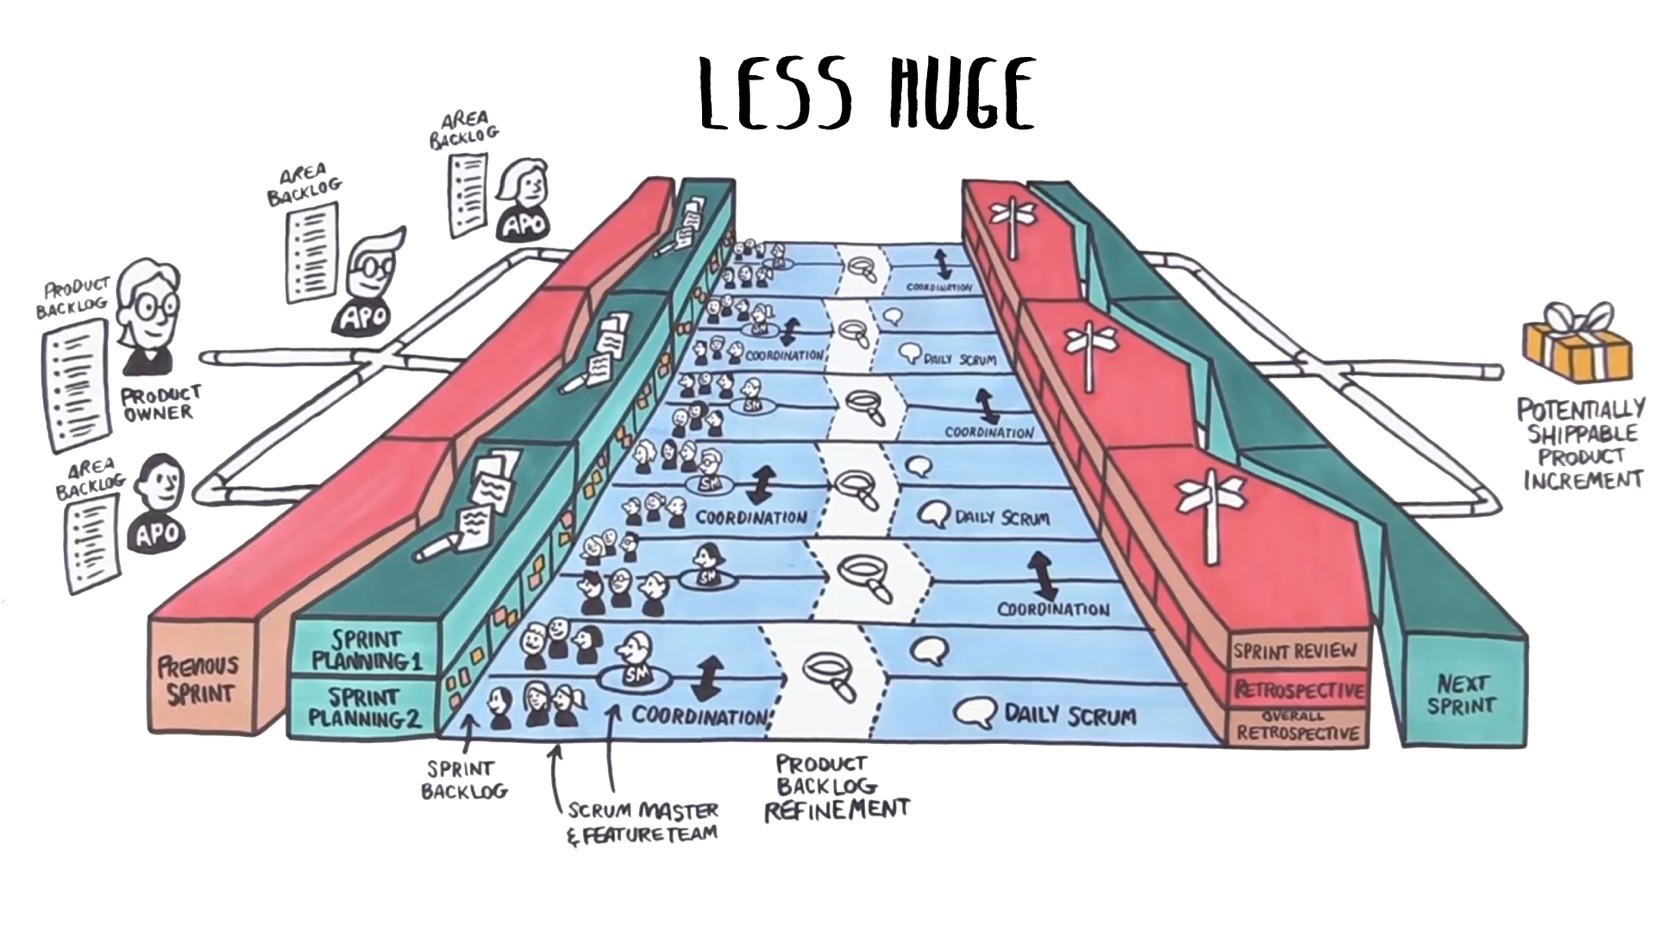 LESS HUGE
AREA
BACKLOG
APO
AREA
BACKLOG
APO
PRODUCT
BACKLOG
PRODUCT
OWNER
AREA
BACKLOG
APO
PREVIOUS
SPRINT
SPRINT
PLANNING 1
SPRINT
PLANNING 2
COORDINATION
SM
COORDINATION
DAILY SCRUM
SM
COORDINATION
SM
COORDINATION
DAILY SCRUM
SM
COORDINATION
SM
COORDINATION
DAILY SCRUM
SPRINT REVIEW
RETROSPECTIVE
OVERALL
RETROSPECTIVE
NEXT
SPRINT
POTENTIALLY
SHIPPABLE
PRODUCT
INCREMENT
SPRINT
BACKLOG
SCRUM MASTER
& FEATURE TEAM
PRODUCT
BACKLOG
REFINEMENT